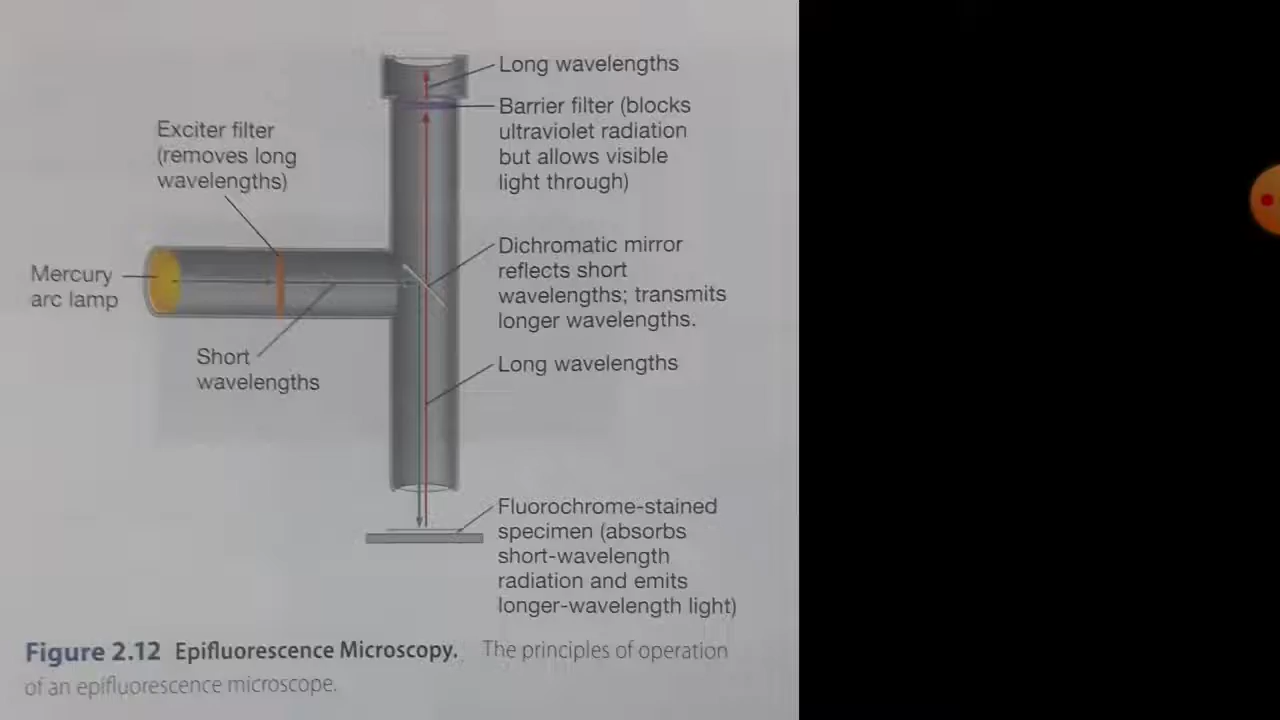 Long wavelengths
Barrier filter (blocks
ultraviolet radiation
but allows visible
light through)
Exciter filter
(removes long
wavelengths)
Dichromatic mirror
reflects short
wavelengths; transmits
longer wavelengths.
Mercury
arc lamp
Short
wavelengths
Long wavelengths
Fluorochrome-stained
specimen (absorbs
short-wavelength
radiation and emits
longer-wavelength light)
Figure 2.12 Epifluorescence Microscopy. The principles of operation
of an epifluorescence microscope.